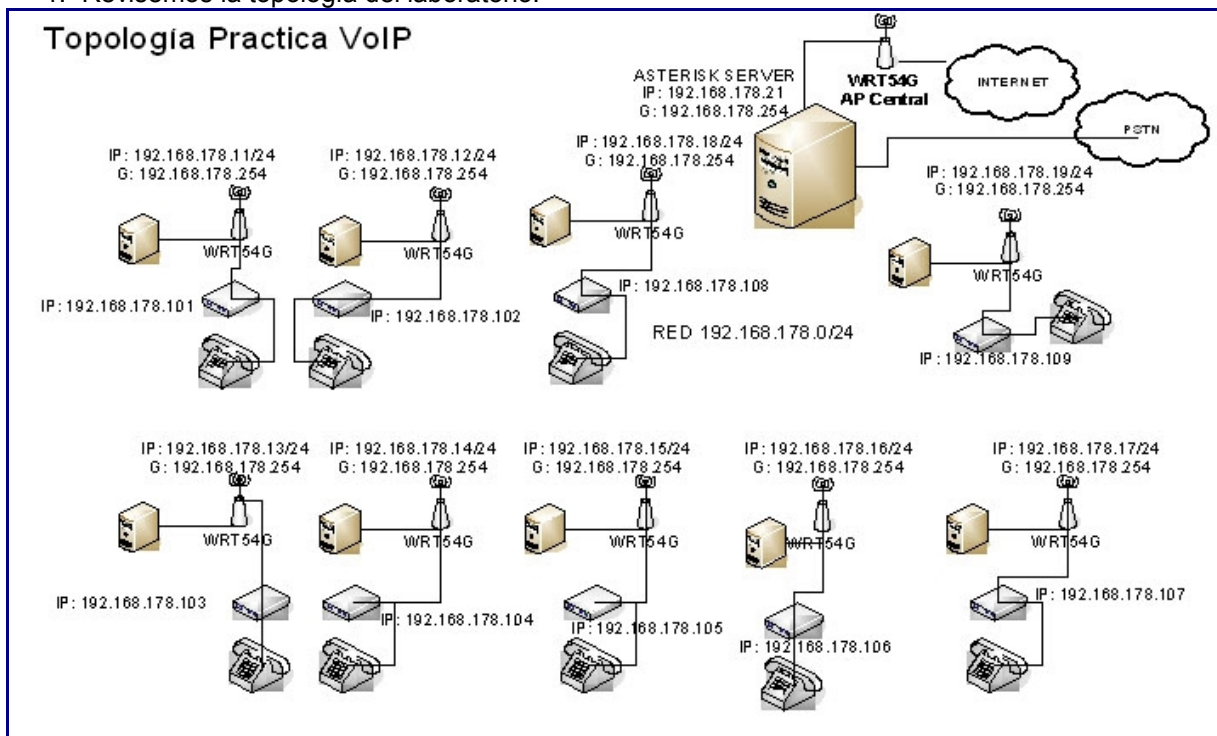 1. Revisemos la topología del laboratorio.
Topología Practica VoIP
ASTERISK SERVER
IP: 192.168.178.21
G: 192.168.178.254
WRT54G
AP Central
INTERNET
PSTN
IP: 192.168.178.11/24
G: 192.168.178.254
WRT54G
IP: 192.168.178.101
IP: 192.168.178.12/24
G: 192.168.178.254
WRT54G
IP: 192.168.178.102
IP: 192.168.178.18/24
G: 192.168.178.254
WRT54G
IP: 192.168.178.108
RED 192.168.178.0/24
IP: 192.168.178.19/24
G: 192.168.178.254
WRT54G
IP: 192.168.178.109
IP: 192.168.178.13/24
G: 192.168.178.254
WRT54G
IP: 192.168.178.103
IP: 192.168.178.14/24
G: 192.168.178.254
WRT54G
IP: 192.168.178.104
IP: 192.168.178.15/24
G: 192.168.178.254
WRT54G
IP: 192.168.178.105
IP: 192.168.178.16/24
G: 192.168.178.254
WRT54G
IP: 192.168.178.106
IP: 192.168.178.17/24
G: 192.168.178.254
WRT54G
IP: 192.168.178.107